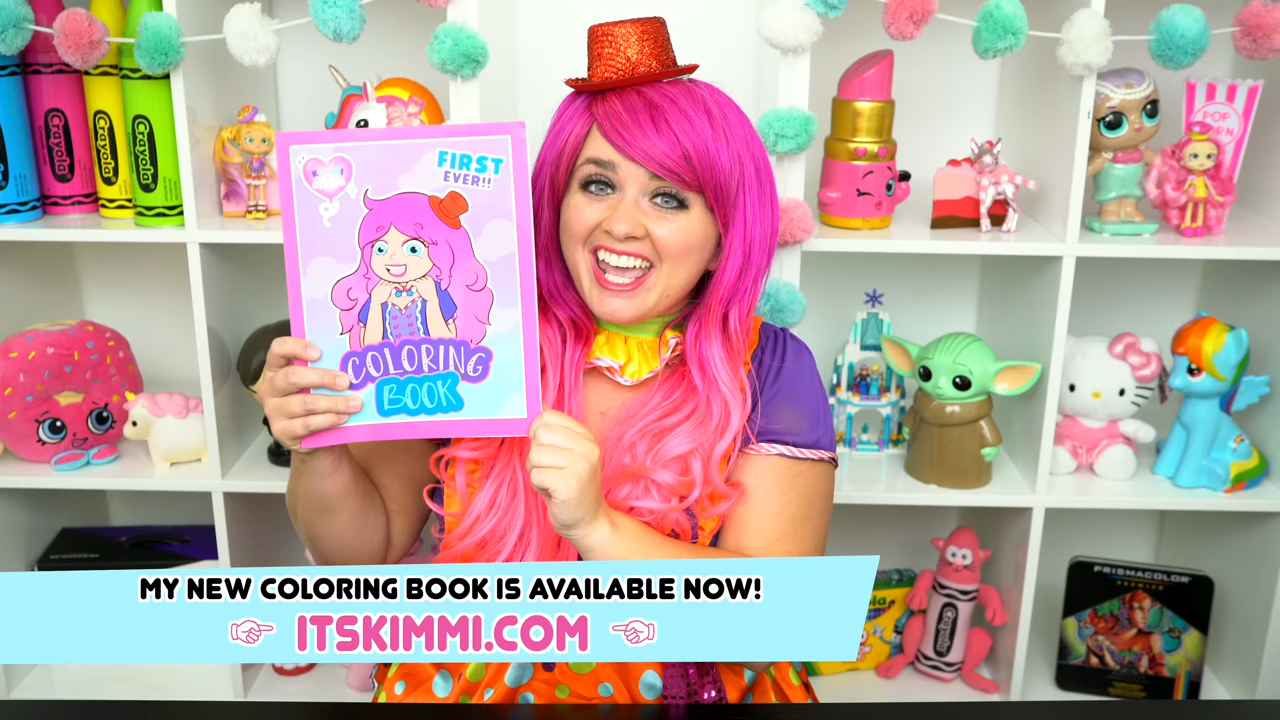 Crayola
Crayola
Crayola
FIRST
EVER!!
COLORING
BOOK
POP
CORN
MY NEW COLORING BOOK IS AVAILABLE NOW!
ITSKIMMI.COM
Crayola
PRISMACOLOR
PREMIER